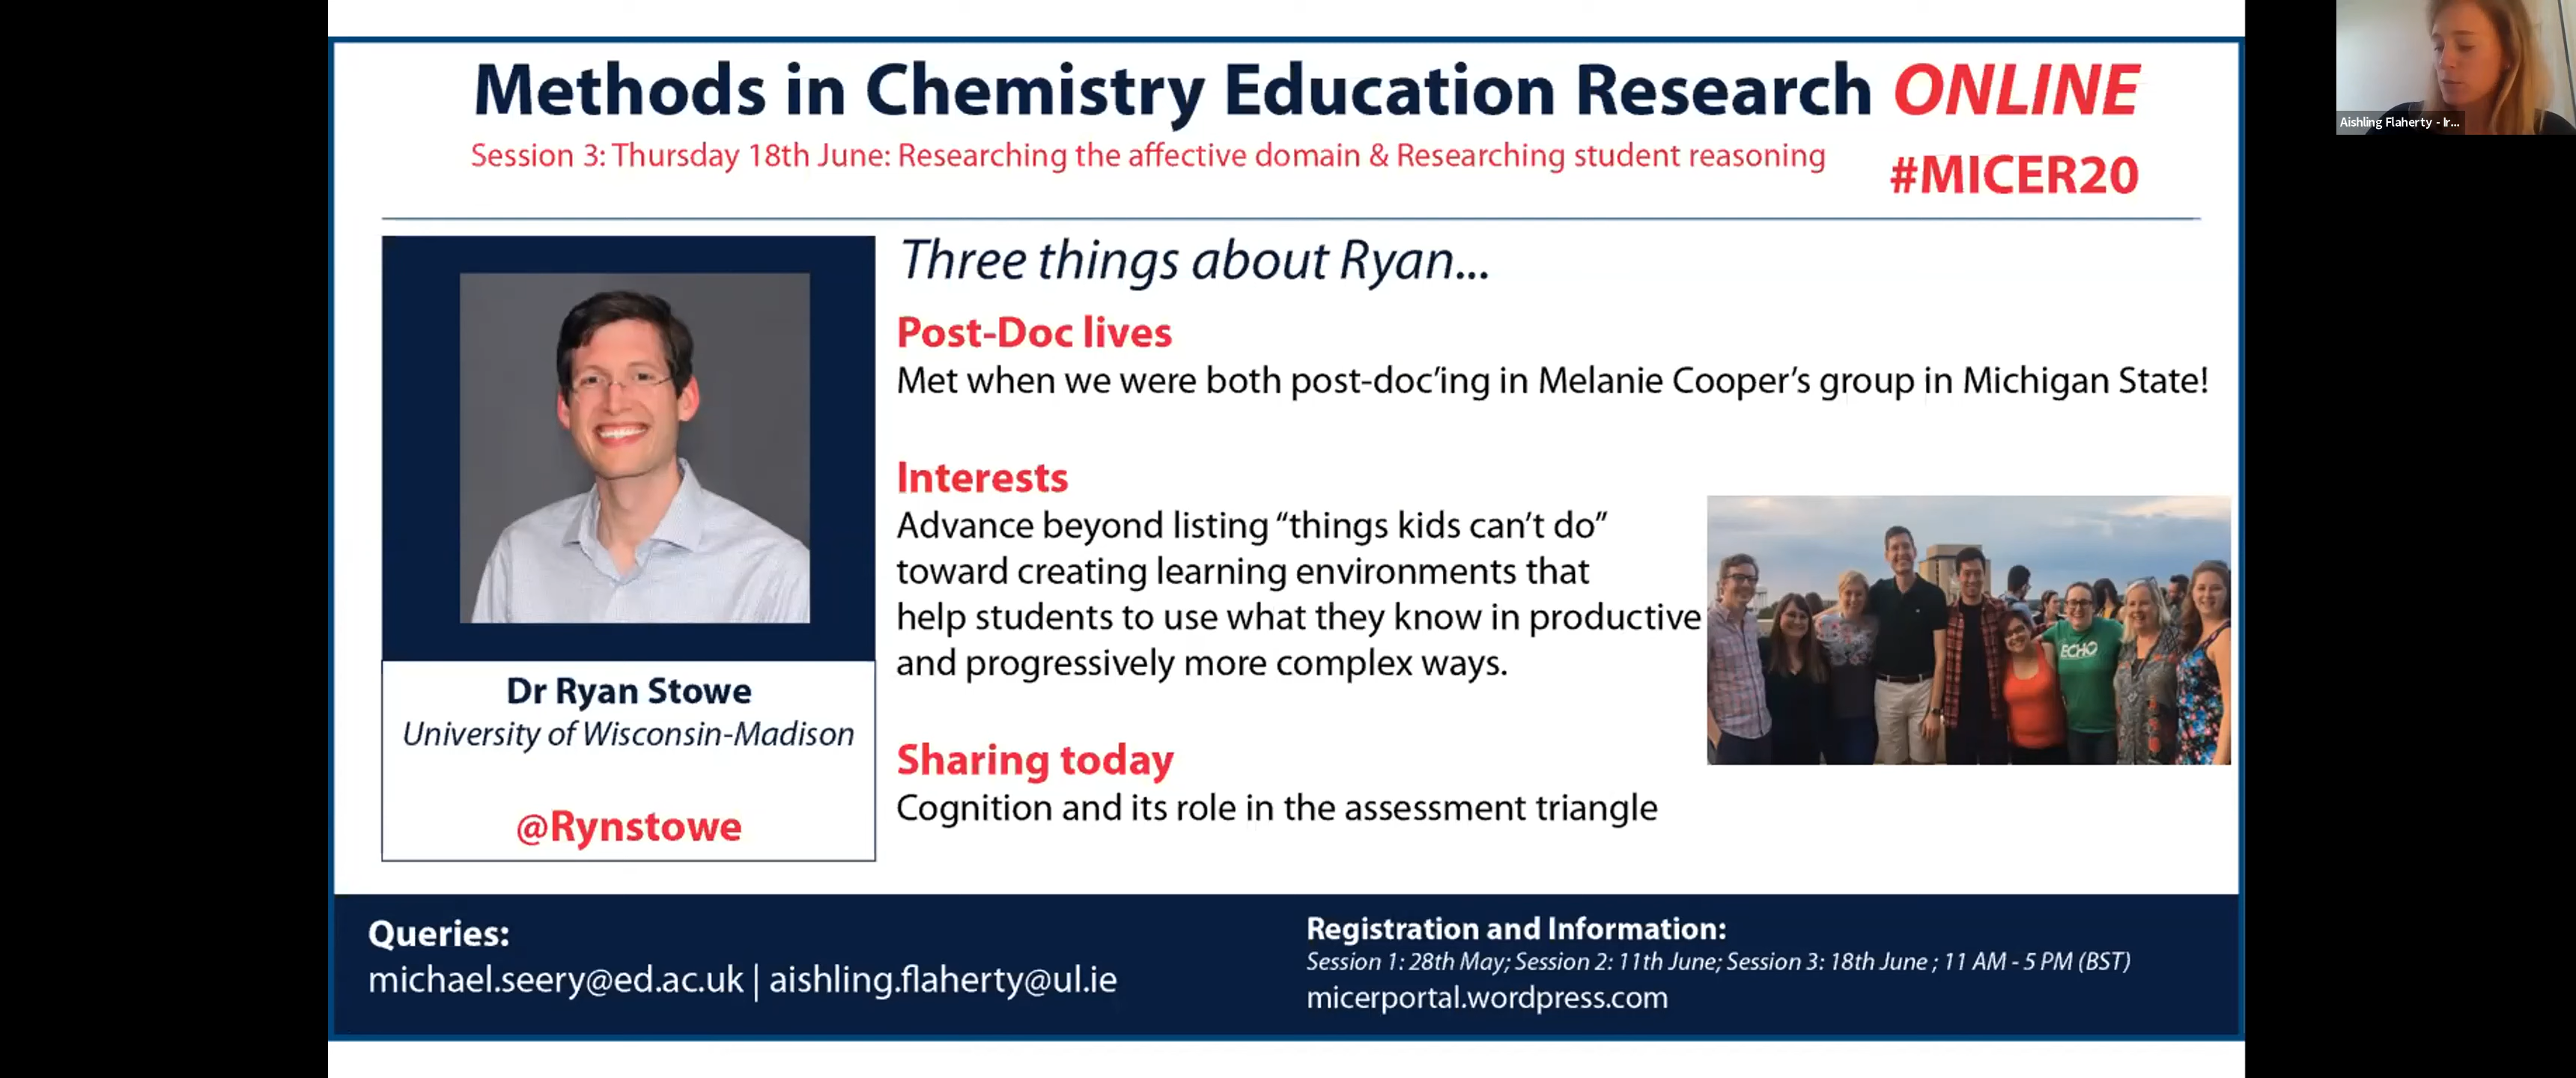 Methods in Chemistry Education Research ONLINE
Session 3: Thursday 18th June: Researching the affective domain & Researching student reasoning
#MICER20
Aishling Flaherty - Ir...
Three things about Ryan...
Post-Doc lives
Met when we were both post-doc’ing in Melanie Cooper’s group in Michigan State!
Interests
Advance beyond listing “things kids can’t do”
toward creating learning environments that
help students to use what they know in productive
and progressively more complex ways.
ECHO
Sharing today
Cognition and its role in the assessment triangle
Dr Ryan Stowe
University of Wisconsin-Madison
@Rynstowe
Queries:
michael.seery@ed.ac.uk | aishling.flaherty@ul.ie
Registration and Information:
Session 1: 28th May; Session 2: 11th June; Session 3: 18th June ; 11 AM - 5 PM (BST)
micerportal.wordpress.com